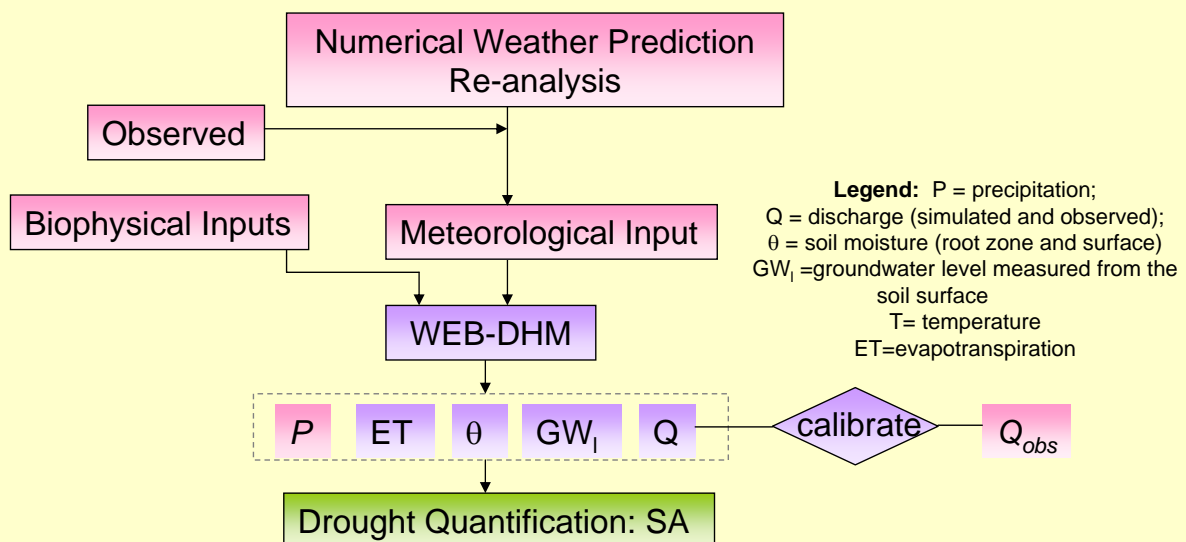 Numerical Weather Prediction
Re-analysis
Observed
Biophysical Inputs
Meteorological Input
Legend: P = precipitation;
Q = discharge (simulated and observed);
θ = soil moisture (root zone and surface)
GWl =groundwater level measured from the
soil surface
T= temperature
ET=evapotranspiration
WEB-DHM
P ET θ GWl Q calibrate Qobs
Drought Quantification: SA